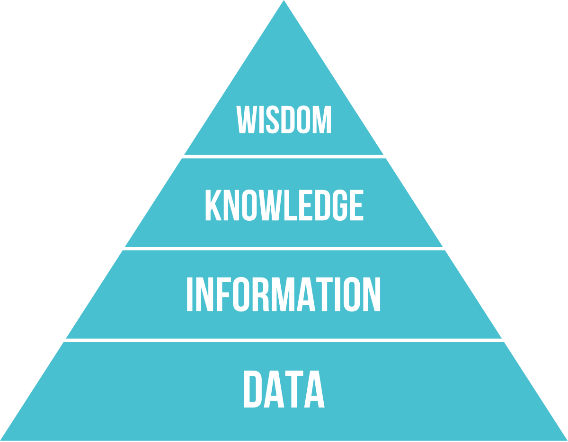 WISDOM
KNOWLEDGE
INFORMATION
DATA